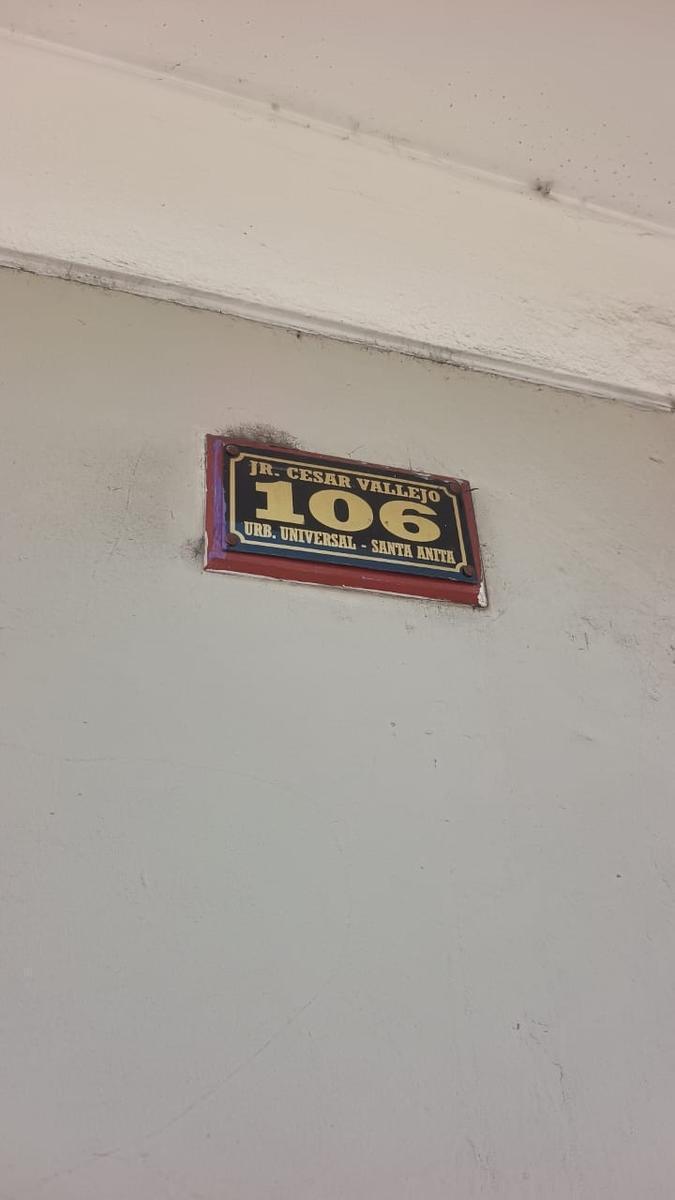 JR. CESAR VALLEJO
106
URB. UNIVERSAL - SANTA ANITA